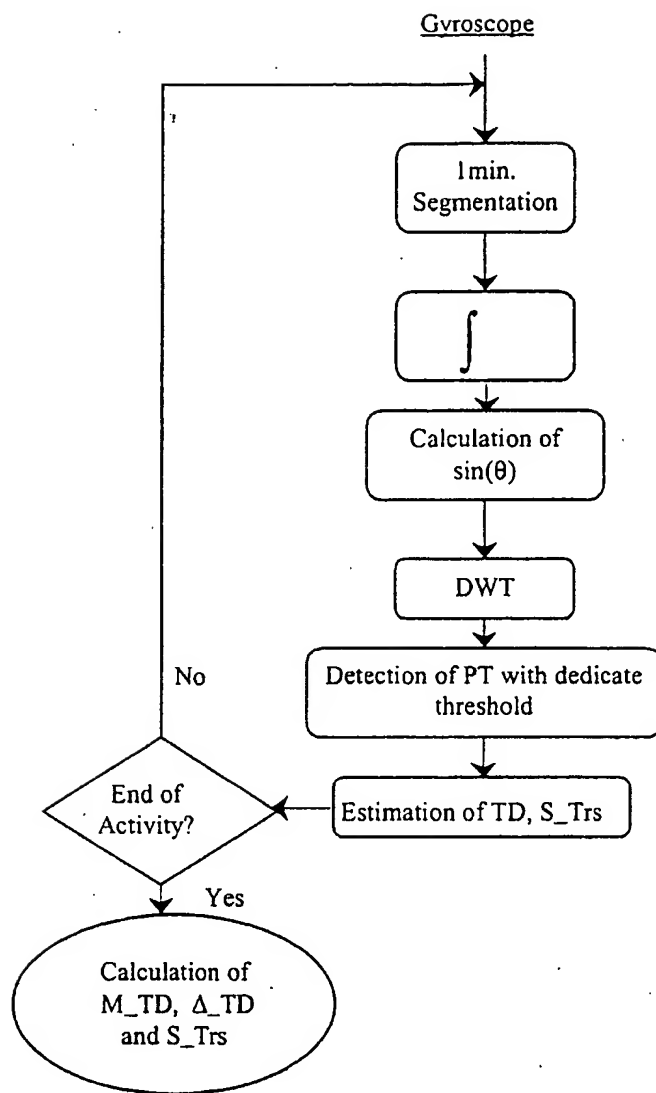 Gyroscope
1min.
Segmentation
∫
Calculation of
sin(θ)
DWT
Detection of PT with dedicate
threshold
Estimation of TD, S_Trs
No
End of
Activity?
Yes
Calculation of
M_TD, Δ_TD
and S_Trs